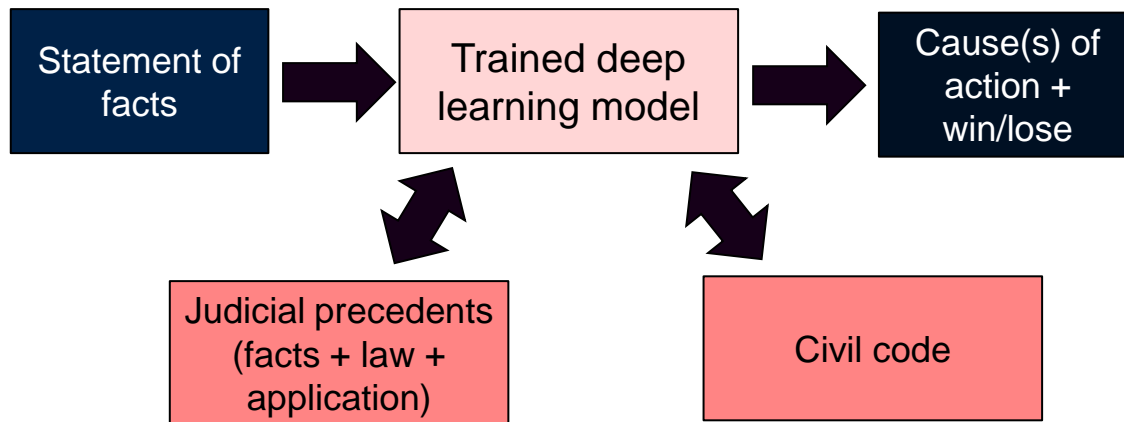 Statement of
facts
Trained deep
learning model
Cause(s) of
action +
win/lose
Judicial precedents
(facts + law +
application)
Civil code